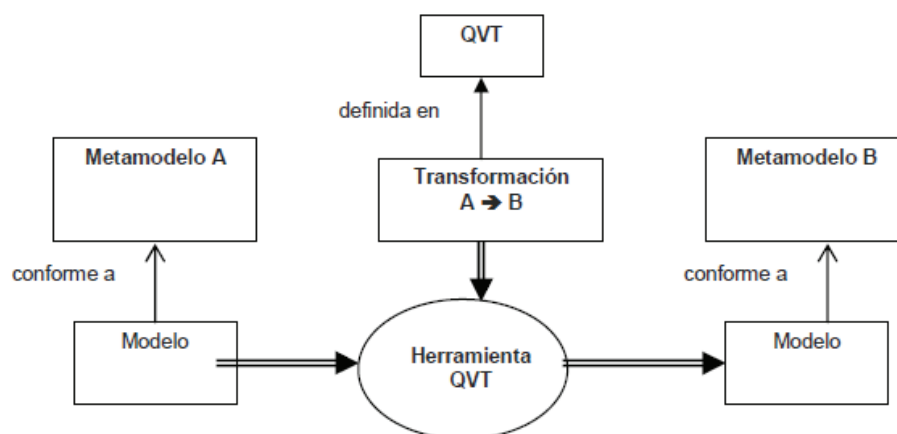 QVT
definida en
Metamodelo A
Transformación
A ➔ B
Metamodelo B
conforme a
conforme a
Modelo
Herramienta
QVT
Modelo